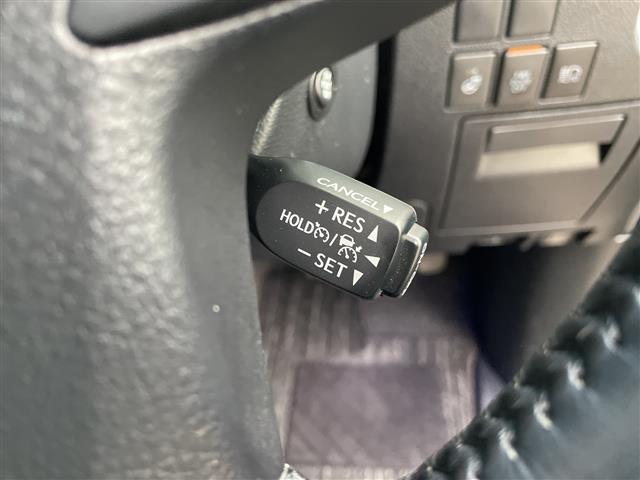 CANCEL▼
+ RES ▲
HOLD / ◀
− SET ▼